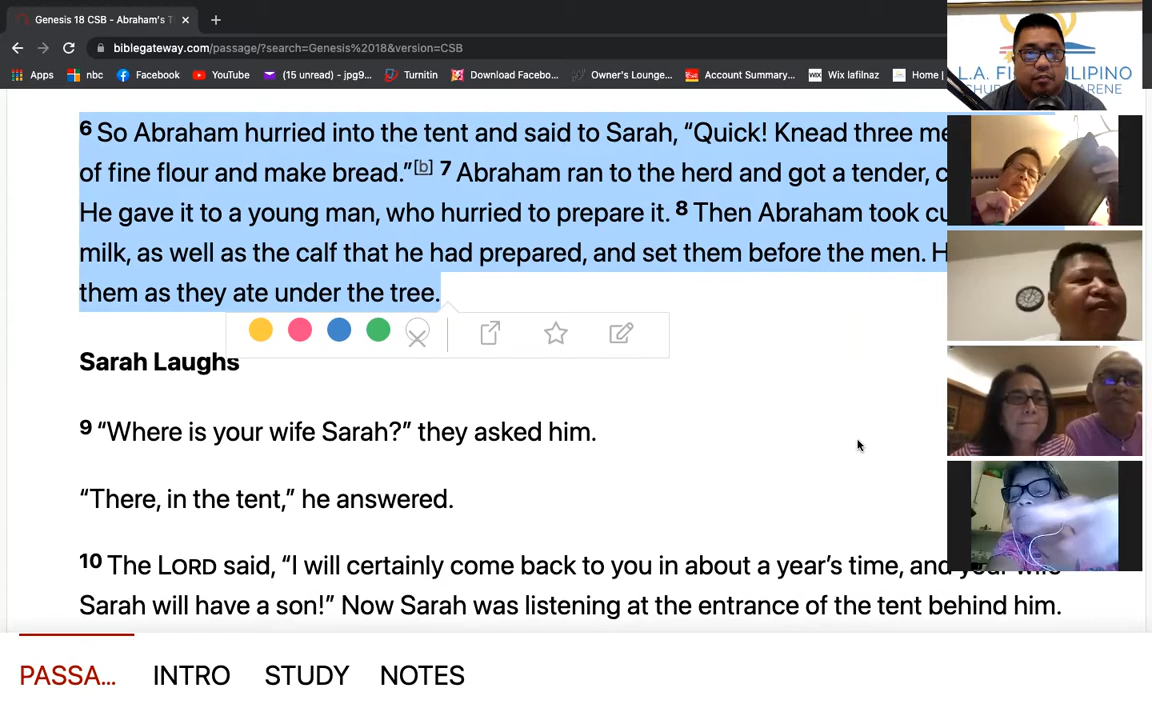 Genesis 18 CSB - Abraham's T
biblegateway.com/passage/?search=Genesis%2018&version=CSB
Apps nbc Facebook YouTube (15 unread) - jpg9... Turnitin Download Facebo... Owner's Lounge... Account Summary... Wix lafilnaz Home |
L.A. FI ILIPINO
CHU ARENE
6 So Abraham hurried into the tent and said to Sarah, “Quick! Knead three me
of fine flour and make bread.”[b] 7 Abraham ran to the herd and got a tender, c
He gave it to a young man, who hurried to prepare it. 8 Then Abraham took cu
milk, as well as the calf that he had prepared, and set them before the men. H
them as they ate under the tree.
Sarah Laughs
9 “Where is your wife Sarah?” they asked him.
“There, in the tent,” he answered.
10 The LORD said, “I will certainly come back to you in about a year’s time, and your wife
Sarah will have a son!” Now Sarah was listening at the entrance of the tent behind him.
PASSA... INTRO STUDY NOTES